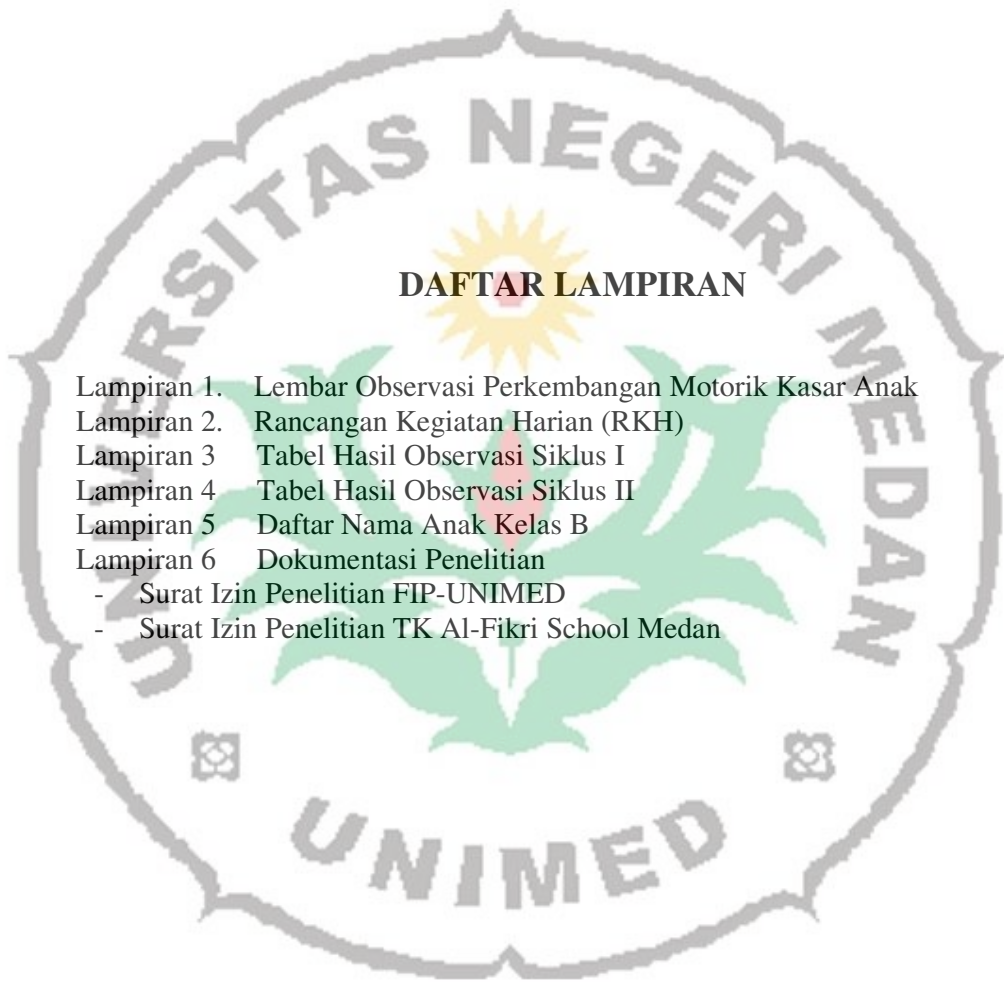 UNIVERSITAS NEGERI MEDAN
DAFTAR LAMPIRAN
Lampiran 1. Lembar Observasi Perkembangan Motorik Kasar Anak
Lampiran 2. Rancangan Kegiatan Harian (RKH)
Lampiran 3 Tabel Hasil Observasi Siklus I
Lampiran 4 Tabel Hasil Observasi Siklus II
Lampiran 5 Daftar Nama Anak Kelas B
Lampiran 6 Dokumentasi Penelitian
- Surat Izin Penelitian FIP-UNIMED
- Surat Izin Penelitian TK Al-Fikri School Medan
UNIMED